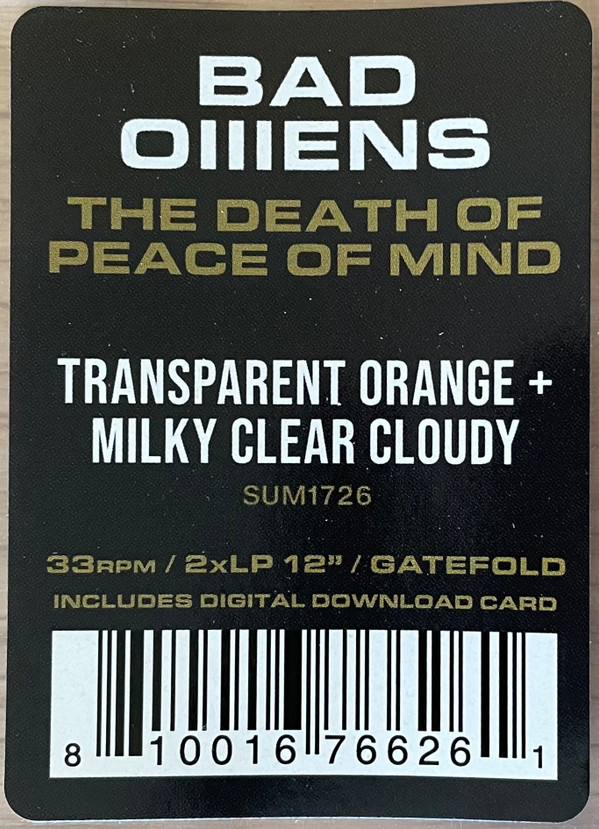 BAD
OIIIENS
THE DEATH OF
PEACE OF MIND
TRANSPARENT ORANGE +
MILKY CLEAR CLOUDY
SUM1726
33RPM / 2xLP 12” / GATEFOLD
INCLUDES DIGITAL DOWNLOAD CARD
8 10016 76626 1